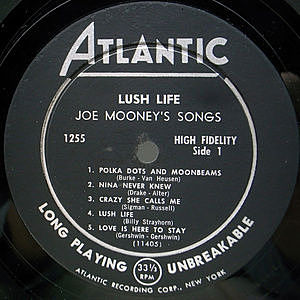 ATLANTIC
LUSH LIFE
JOE MOONEY'S SONGS
1255
HIGH FIDELITY
Side 1
1. POLKA DOTS AND MOONBEAMS
(Burke - Van Heusen)
2. NINA NEVER KNEW
(Drake - Alter)
3. CRAZY SHE CALLS ME
(Sigman - Russell)
4. LUSH LIFE
(Billy Strayhorn)
5. LOVE IS HERE TO STAY
(Gershwin - Gershwin)
(11405)
LONG PLAYING 33⅓ RPM UNBREAKABLE
ATLANTIC RECORDING CORP., NEW YORK